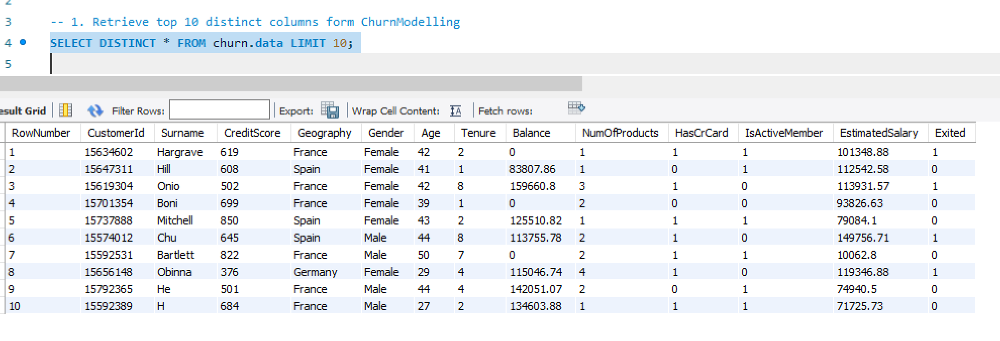 2
3 -- 1. Retrieve top 10 distinct columns form ChurnModelling
4 SELECT DISTINCT * FROM churn.data LIMIT 10;
5
esult Grid Filter Rows: Export: Wrap Cell Content: Fetch rows:
RowNumber CustomerId Surname CreditScore Geography Gender Age Tenure Balance NumOfProducts HasCrCard IsActiveMember EstimatedSalary Exited
1 15634602 Hargrave 619 France Female 42 2 0 1 1 1 101348.88 1
2 15647311 Hill 608 Spain Female 41 1 83807.86 1 0 1 112542.58 0
3 15619304 Onio 502 France Female 42 8 159660.8 3 1 0 113931.57 1
4 15701354 Boni 699 France Female 39 1 0 2 0 0 93826.63 0
5 15737888 Mitchell 850 Spain Female 43 2 125510.82 1 1 1 79084.1 0
6 15574012 Chu 645 Spain Male 44 8 113755.78 2 1 0 149756.71 1
7 15592531 Bartlett 822 France Male 50 7 0 2 1 1 10062.8 0
8 15656148 Obinna 376 Germany Female 29 4 115046.74 4 1 0 119346.88 1
9 15792365 He 501 France Male 44 4 142051.07 2 0 1 74940.5 0
10 15592389 H 684 France Male 27 2 134603.88 1 1 1 71725.73 0